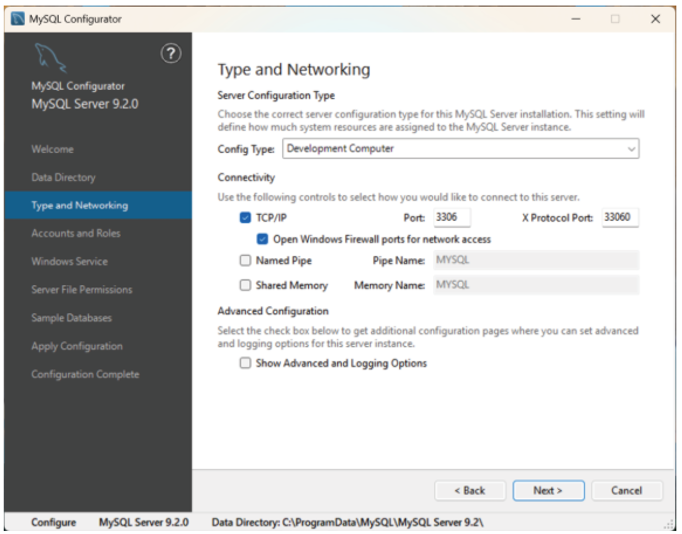 MySQL Configurator
?
MySQL Configurator
MySQL Server 9.2.0
Welcome
Data Directory
Type and Networking
Accounts and Roles
Windows Service
Server File Permissions
Sample Databases
Apply Configuration
Configuration Complete
Type and Networking
Server Configuration Type
Choose the correct server configuration type for this MySQL Server installation. This setting will
define how much system resources are assigned to the MySQL Server instance.
Config Type: Development Computer
Connectivity
Use the following controls to select how you would like to connect to this server.
TCP/IP Port: 3306 X Protocol Port: 33060
Open Windows Firewall ports for network access
Named Pipe Pipe Name: MYSQL
Shared Memory Memory Name: MYSQL
Advanced Configuration
Select the check box below to get additional configuration pages where you can set advanced
and logging options for this server instance.
Show Advanced and Logging Options
< Back Next > Cancel
Configure MySQL Server 9.2.0 Data Directory: C:\ProgramData\MySQL\MySQL Server 9.2\